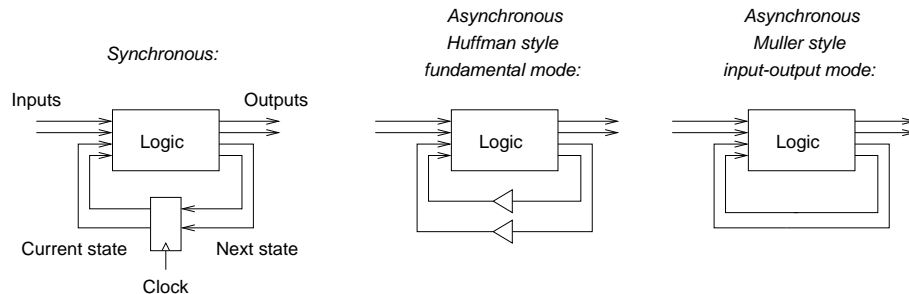 Synchronous:
Asynchronous
Huffman style
fundamental mode:
Asynchronous
Muller style
input-output mode:
Inputs
Outputs
Logic
Current state
Next state
Clock
Logic
Logic